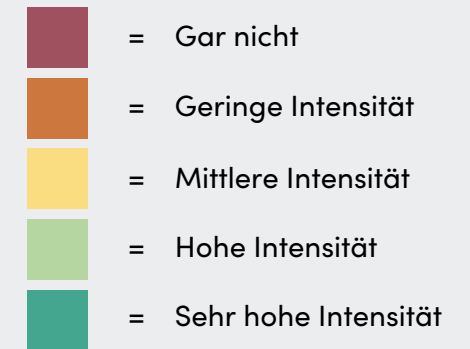 = Gar nicht
= Geringe Intensität
= Mittlere Intensität
= Hohe Intensität
= Sehr hohe Intensität